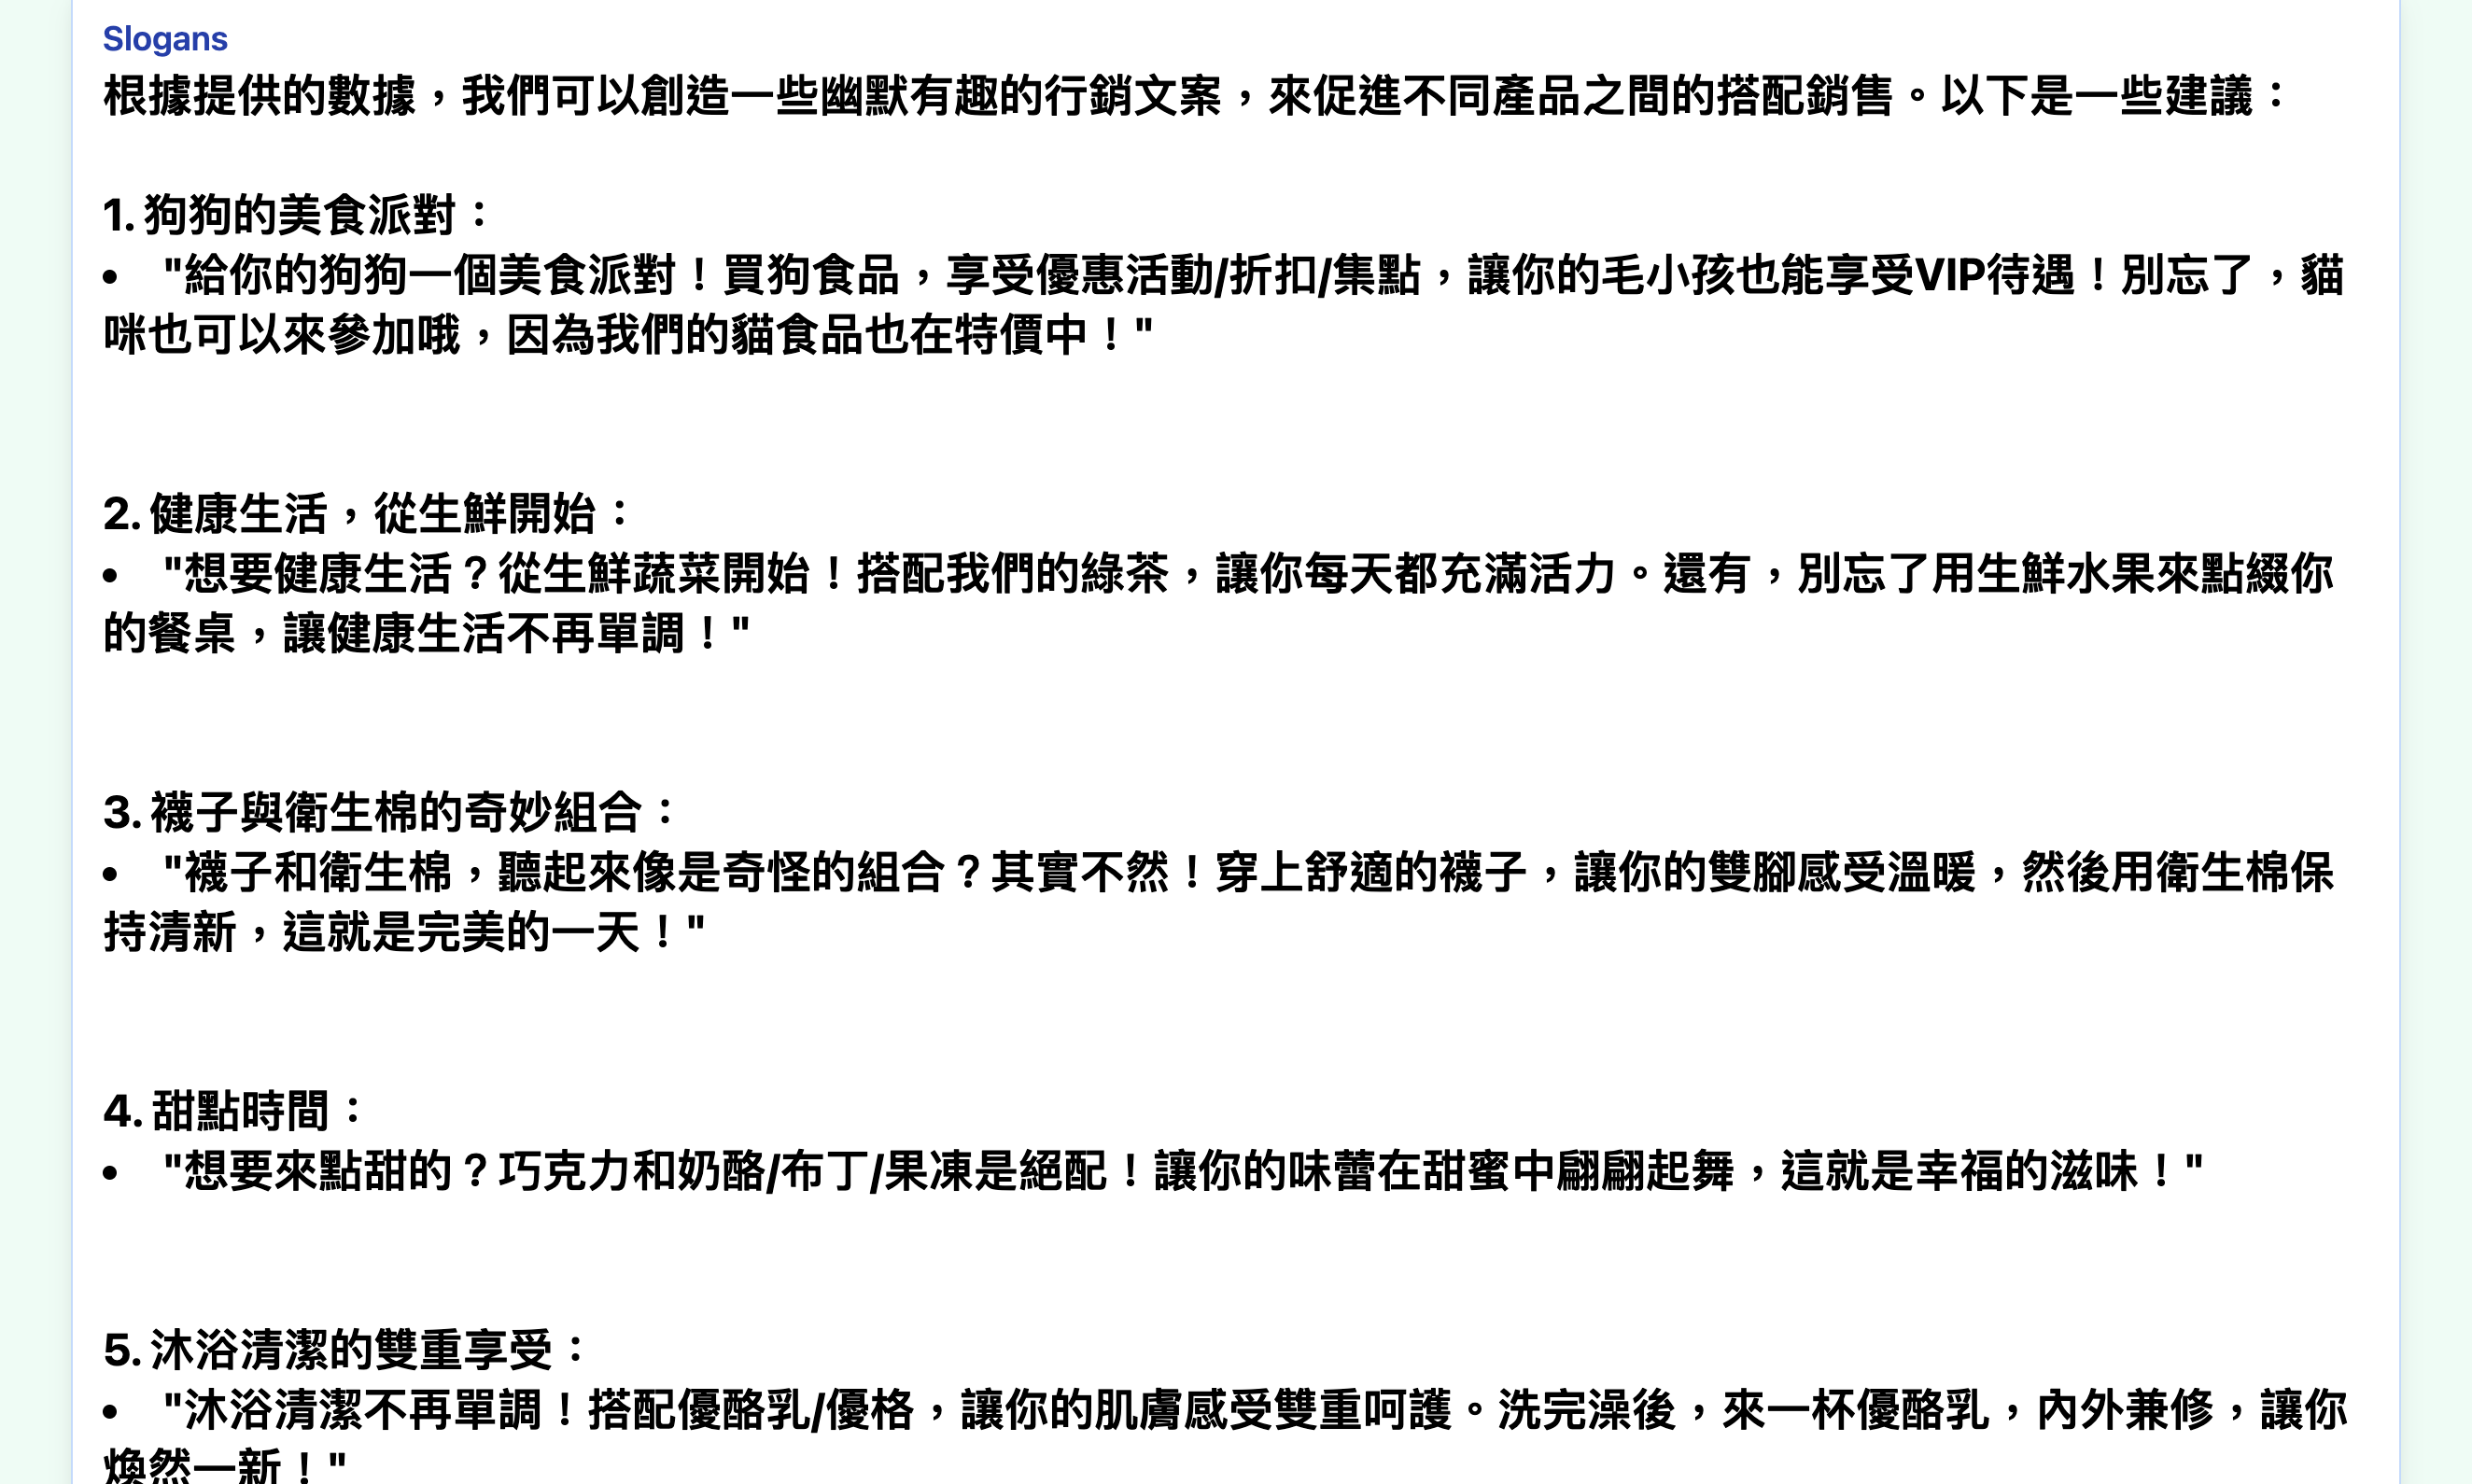 Slogans
根據提供的數據，我們可以創造一些幽默有趣的行銷文案，來促進不同產品之間的搭配銷售。以下是一些建議：
1. 狗狗的美食派對：
• "給你的狗狗一個美食派對！買狗食品，享受優惠活動/折扣/集點，讓你的毛小孩也能享受VIP待遇！別忘了，貓
咪也可以來參加哦，因為我們的貓食品也在特價中！"
2. 健康生活，從生鮮開始：
• "想要健康生活？從生鮮蔬菜開始！搭配我們的綠茶，讓你每天都充滿活力。還有，別忘了用生鮮水果來點綴你
的餐桌，讓健康生活不再單調！"
3. 襪子與衛生棉的奇妙組合：
• "襪子和衛生棉，聽起來像是奇怪的組合？其實不然！穿上舒適的襪子，讓你的雙腳感受溫暖，然後用衛生棉保
持清新，這就是完美的一天！"
4. 甜點時間：
• "想要來點甜的？巧克力和奶酪/布丁/果凍是絕配！讓你的味蕾在甜蜜中翩翩起舞，這就是幸福的滋味！"
5. 沐浴清潔的雙重享受：
• "沐浴清潔不再單調！搭配優酪乳/優格，讓你的肌膚感受雙重呵護。洗完澡後，來一杯優酪乳，內外兼修，讓你
煥然一新！"